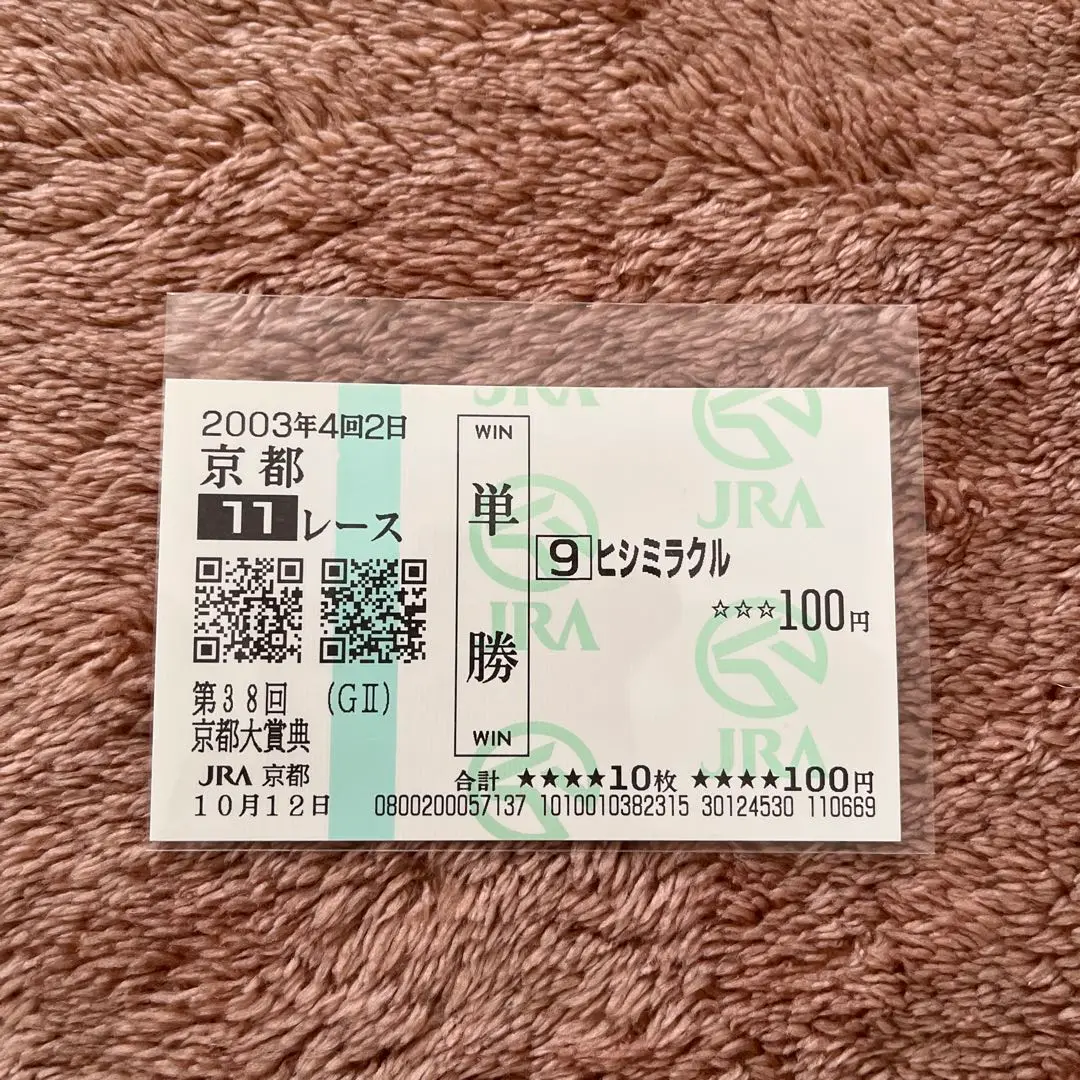 2003年4回2日
京都
11レース
第38回 (GⅡ)
京都大賞典
JRA 京都
10月12日
WIN
単勝
WIN
9ヒシミラクル
☆☆☆100円
合計 ★★★★10枚 ★★★★100円
0800200057137 1010010382315 30124530 110669
JRA
JRA
JRA
JRA